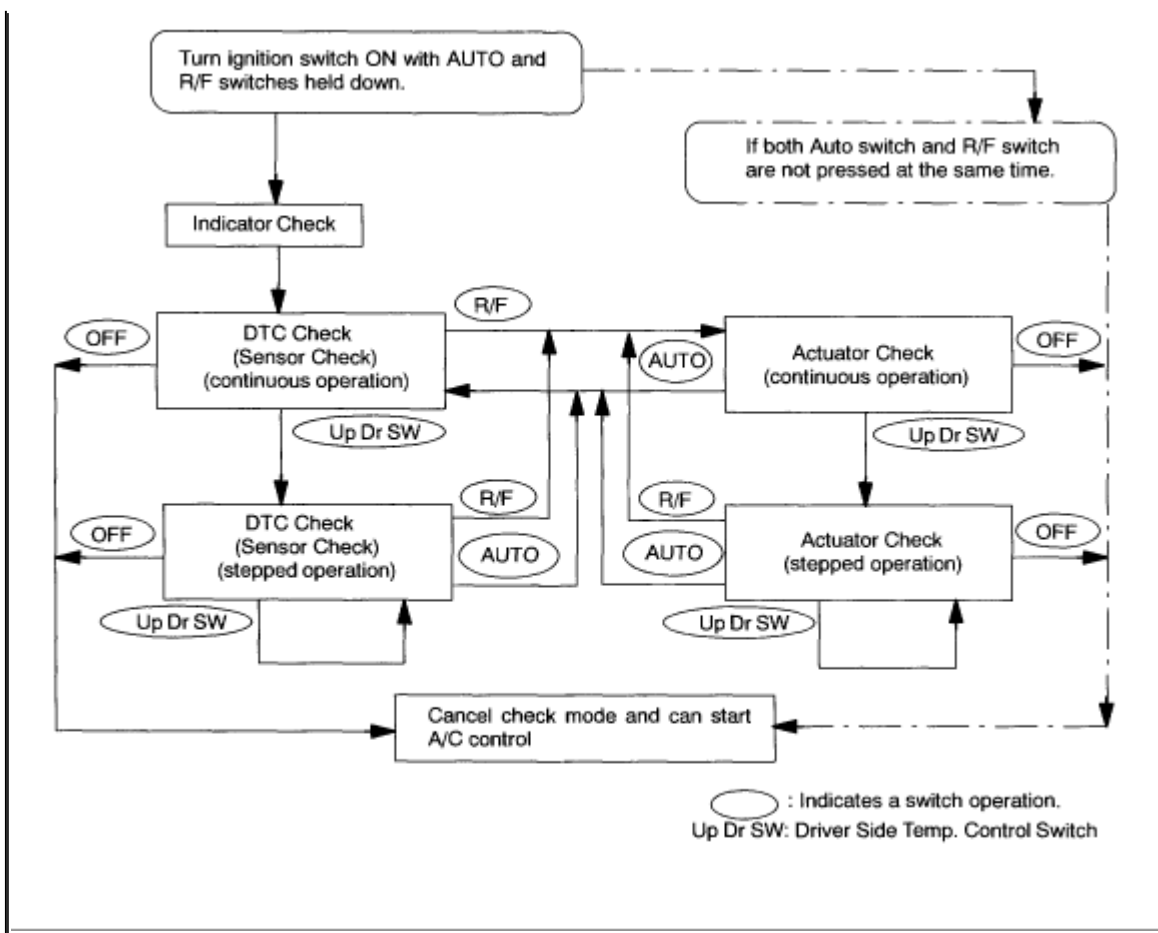 Turn ignition switch ON with AUTO and
R/F switches held down.
If both Auto switch and R/F switch
are not pressed at the same time.
Indicator Check
R/F
OFF
DTC Check
(Sensor Check)
(continuous operation)
AUTO
Actuator Check
(continuous operation)
OFF
Up Dr SW
Up Dr SW
R/F
R/F
OFF
DTC Check
(Sensor Check)
(stepped operation)
AUTO
AUTO
Actuator Check
(stepped operation)
OFF
Up Dr SW
Up Dr SW
Cancel check mode and can start
A/C control
: Indicates a switch operation.
Up Dr SW: Driver Side Temp. Control Switch